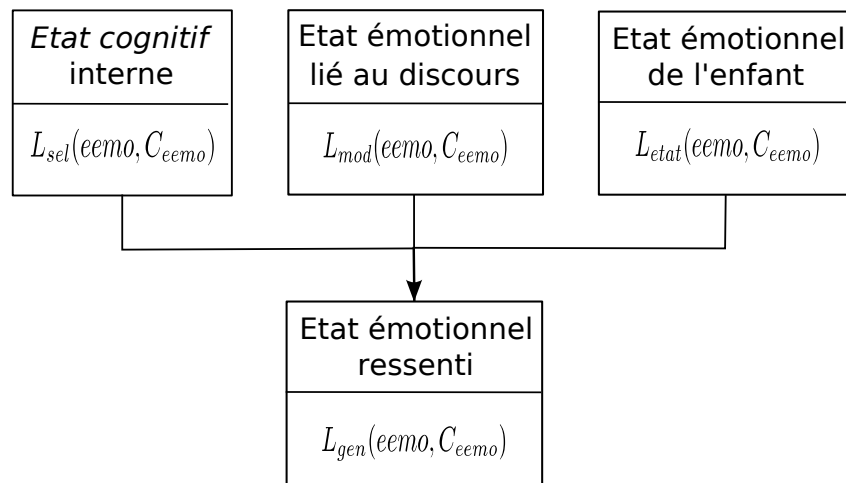 Etat cognitif
interne
L_sel(eemo, C_eemo)
Etat émotionnel
lié au discours
L_mod(eemo, C_eemo)
Etat émotionnel
de l'enfant
L_etat(eemo, C_eemo)
Etat émotionnel
ressenti
L_gen(eemo, C_eemo)